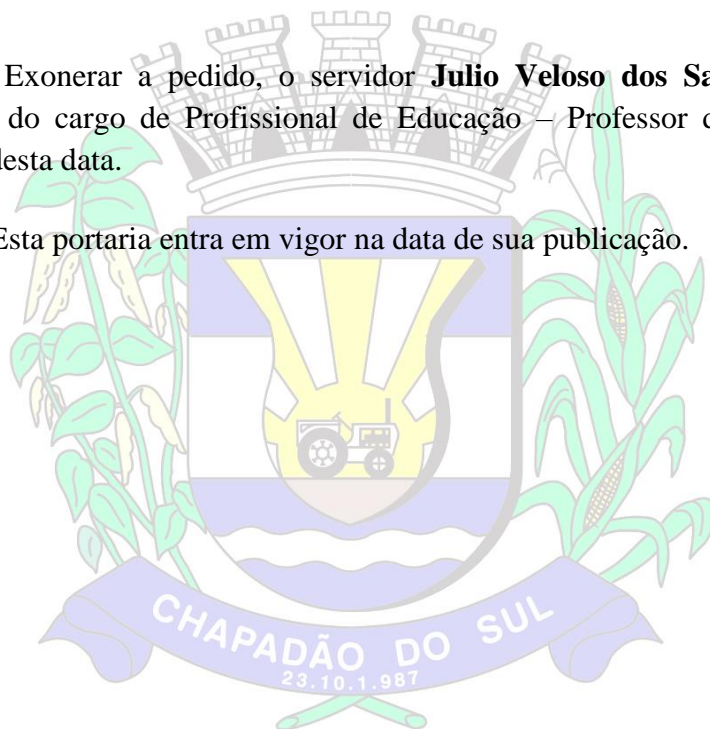 Exonerar a pedido, o servidor Julio Veloso dos
do cargo de Profissional de Educação – Professor
desta data.
Esta portaria entra em vigor na data de sua publicação.
CHAPADÃO DO SUL
23.10.1.987